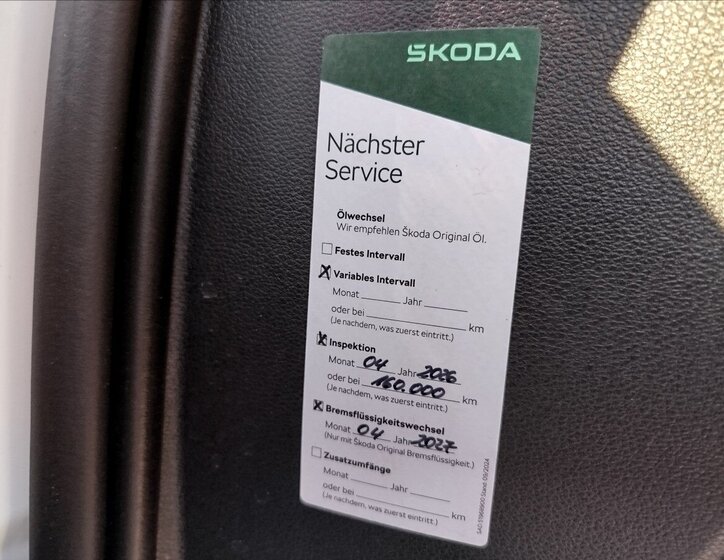 ŠKODA
Nächster
Service
Ölwechsel
Wir empfehlen Škoda Original Öl.
Festes Intervall
X Variables Intervall
Monat Jahr
oder bei km
(Je nachdem, was zuerst eintritt.)
X Inspektion
Monat 04 Jahr 2026
oder bei 160.000 km
(Je nachdem, was zuerst eintritt.)
X Bremsflüssigkeitswechsel
Monat 04 Jahr 2027
(Nur mit Škoda Original Bremsflüssigkeit.)
Zusatzumfänge
Monat Jahr
oder bei km
(Je nachdem, was zuerst eintritt.)
Stand: 09/2024